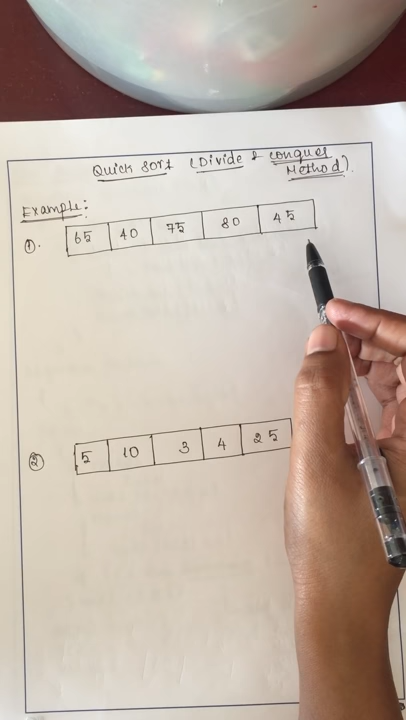 Quick Sort (Divide & Conquer
Method).
Example:
①. 65 40 75 80 45
② 5 10 3 4 25